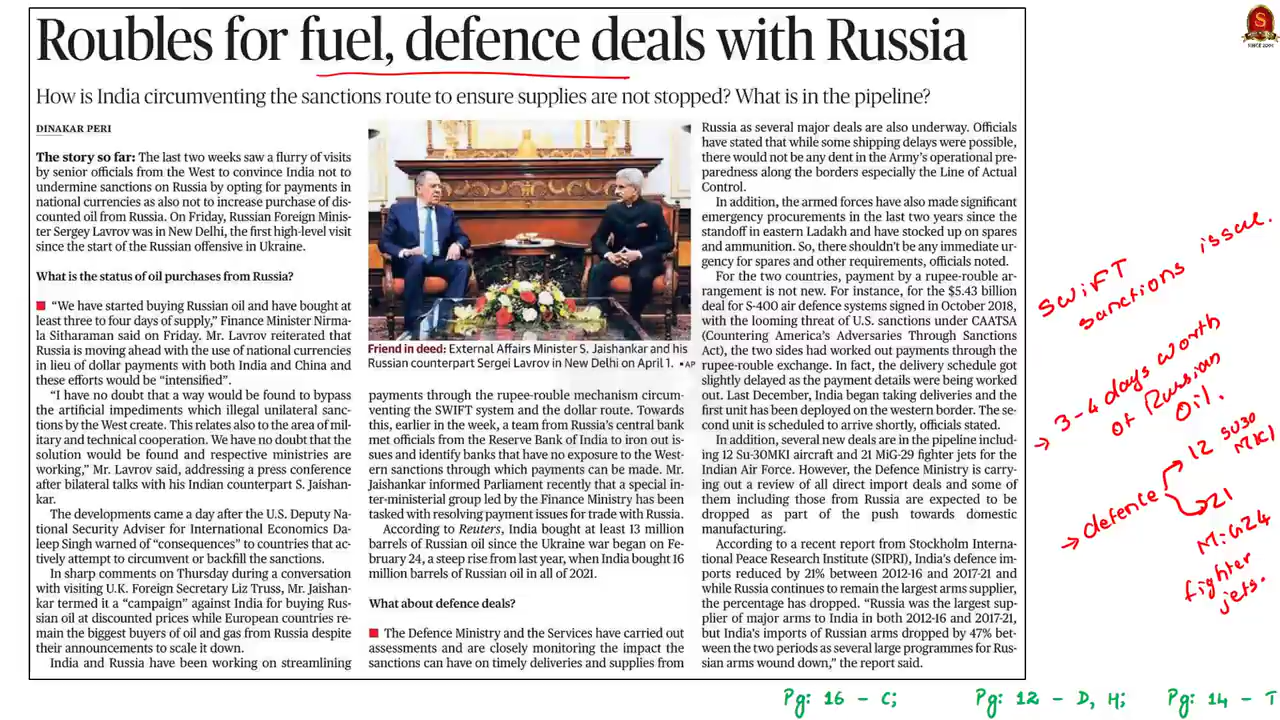 Roubles for fuel, defence deals with Russia
How is India circumventing the sanctions route to ensure supplies are not stopped? What is in the pipeline?
DINAKAR PERI
The story so far: The last two weeks saw a flurry of visits
by senior officials from the West to convince India not to
undermine sanctions on Russia by opting for payments in
national currencies as also not to increase purchase of dis-
counted oil from Russia. On Friday, Russian Foreign Minis-
ter Sergey Lavrov was in New Delhi, the first high-level visit
since the start of the Russian offensive in Ukraine.
What is the status of oil purchases from Russia?
"We have started buying Russian oil and have bought at
least three to four days of supply," Finance Minister Nirma-
la Sitharaman said on Friday. Mr. Lavrov reiterated that
Russia is moving ahead with the use of national currencies
in lieu of dollar payments with both India and China and
these efforts would be "intensified".
"I have no doubt that a way would be found to bypass
the artificial impediments which illegal unilateral sanc-
tions by the West create. This relates also to the area of mi-
litary and technical cooperation. We have no doubt that the
solution would be found and respective ministries are
working," Mr. Lavrov said, addressing a press conference
after bilateral talks with his Indian counterpart S. Jaishan-
kar.
The developments came a day after the U.S. Deputy Na-
tional Security Adviser for International Economics Da-
leep Singh warned of "consequences" to countries that ac-
tively attempt to circumvent or backfill the sanctions.
In sharp comments on Thursday during a conversation
with visiting U.K. Foreign Secretary Liz Truss, Mr. Jaishan-
kar termed it a "campaign" against India for buying Rus-
sian oil at discounted prices while European countries re-
main the biggest buyers of oil and gas from Russia despite
their announcements to scale it down.
India and Russia have been working on streamlining
Friend in deed: External Affairs Minister S. Jaishankar and his
Russian counterpart Sergei Lavrov in New Delhi on April 1. ▪AP
payments through the rupee-rouble mechanism circum-
venting the SWIFT system and the dollar route. Towards
this, earlier in the week, a team from Russia's central bank
met officials from the Reserve Bank of India to iron out is-
sues and identify banks that have no exposure to the West-
ern sanctions through which payments can be made. Mr.
Jaishankar informed Parliament recently that a special in-
ter-ministerial group led by the Finance Ministry has been
tasked with resolving payment issues for trade with Russia.
According to Reuters, India bought at least 13 million
barrels of Russian oil since the Ukraine war began on Fe-
bruary 24, a steep rise from last year, when India bought 16
million barrels of Russian oil in all of 2021.
What about defence deals?
The Defence Ministry and the Services have carried out
assessments and are closely monitoring the impact the
sanctions can have on timely deliveries and supplies from
Russia as several major deals are also underway. Officials
have stated that while some shipping delays were possible,
there would not be any dent in the Army's operational pre-
paredness along the borders especially the Line of Actual
Control.
In addition, the armed forces have also made significant
emergency procurements in the last two years since the
standoff in eastern Ladakh and have stocked up on spares
and ammunition. So, there shouldn't be any immediate ur-
gency for spares and other requirements, officials noted.
For the two countries, payment by a rupee-rouble ar-
rangement is not new. For instance, for the $5.43 billion
deal for S-400 air defence systems signed in October 2018,
with the looming threat of U.S. sanctions under CAATSA
(Countering America's Adversaries Through Sanctions
Act), the two sides had worked out payments through the
rupee-rouble exchange. In fact, the delivery schedule got
slightly delayed as the payment details were being worked
out. Last December, India began taking deliveries and the
first unit has been deployed on the western border. The se-
cond unit is scheduled to arrive shortly, officials stated.
In addition, several new deals are in the pipeline includ-
ing 12 Su-30MKI aircraft and 21 MiG-29 fighter jets for the
Indian Air Force. However, the Defence Ministry is carry-
ing out a review of all direct import deals and some of
them including those from Russia are expected to be
dropped as part of the push towards domestic
manufacturing.
According to a recent report from Stockholm Interna-
tional Peace Research Institute (SIPRI), India's defence im-
ports reduced by 21% between 2012-16 and 2017-21 and
while Russia continues to remain the largest arms supplier,
the percentage has dropped. "Russia was the largest sup-
plier of major arms to India in both 2012-16 and 2017-21,
but India's imports of Russian arms dropped by 47% bet-
ween the two periods as several large programmes for Rus-
sian arms wound down," the report said.
SWIFT
sanctions issue.
→ 3-4 days worth
of Russian
Oil.
→ defence → 12 SU30
MKI
→ 21
MiG24
fighter
jets.
Pg: 16 - C; Pg: 12 - D, H; Pg: 14 - T
S
SINCE 2004